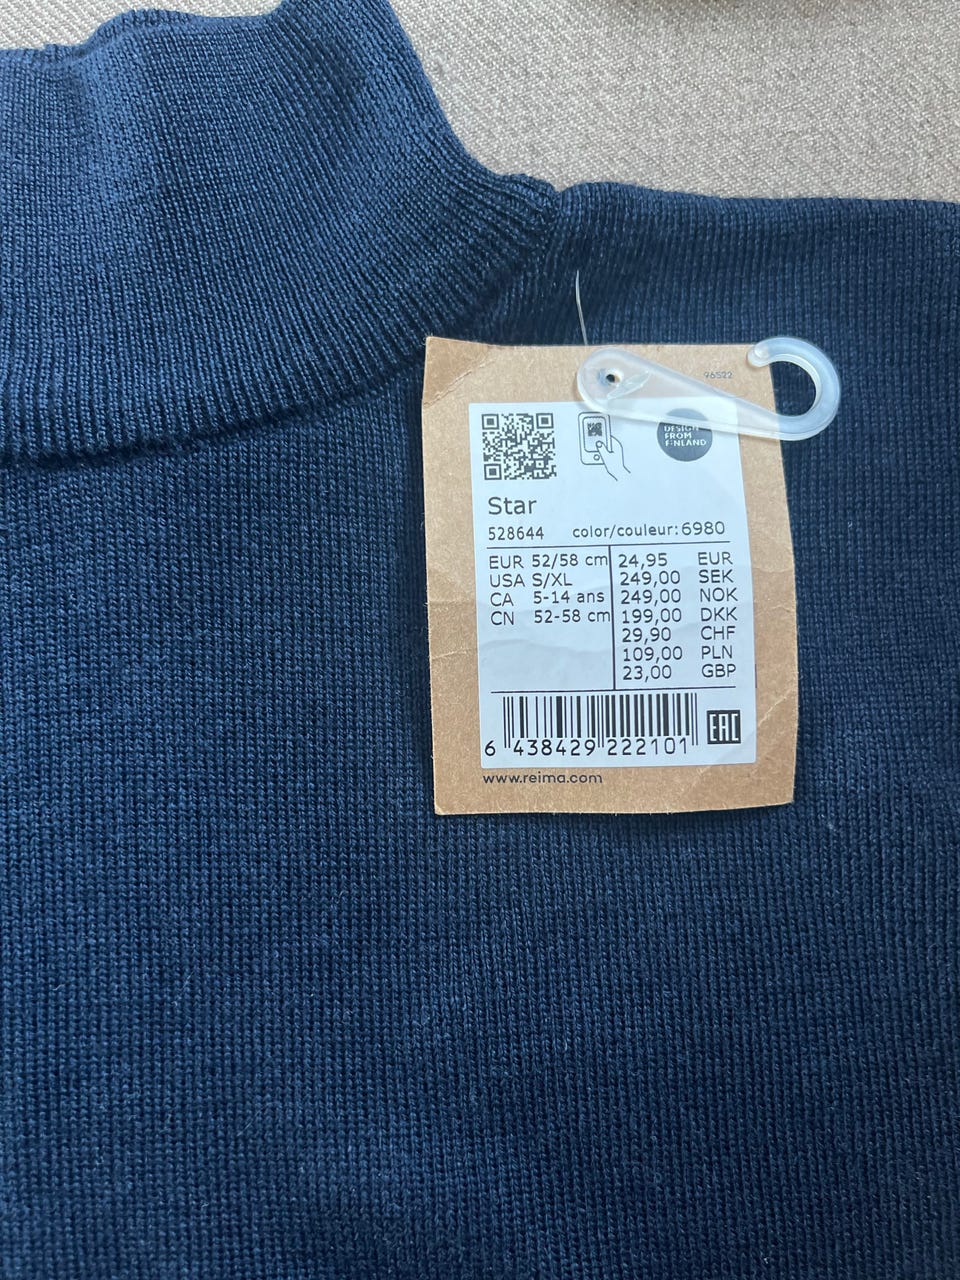 96522
DESIGN
FROM
FINLAND
Star
528644 color/couleur:6980
EUR 52/58 cm 24,95 EUR
USA S/XL 249,00 SEK
CA 5-14 ans 249,00 NOK
CN 52-58 cm 199,00 DKK
29,90 CHF
109,00 PLN
23,00 GBP
6 438429 222101
EAC
www.reima.com